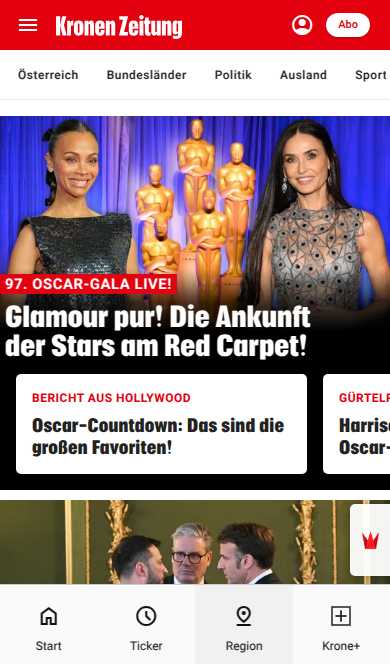 Kronen Zeitung
Abo
Österreich Bundesländer Politik Ausland Sport
97. OSCAR-GALA LIVE!
Glamour pur! Die Ankunft
der Stars am Red Carpet!
BERICHT AUS HOLLYWOOD
Oscar-Countdown: Das sind die
großen Favoriten!
GÜRTELR
Harris
Oscar-
Start Ticker Region Krone+